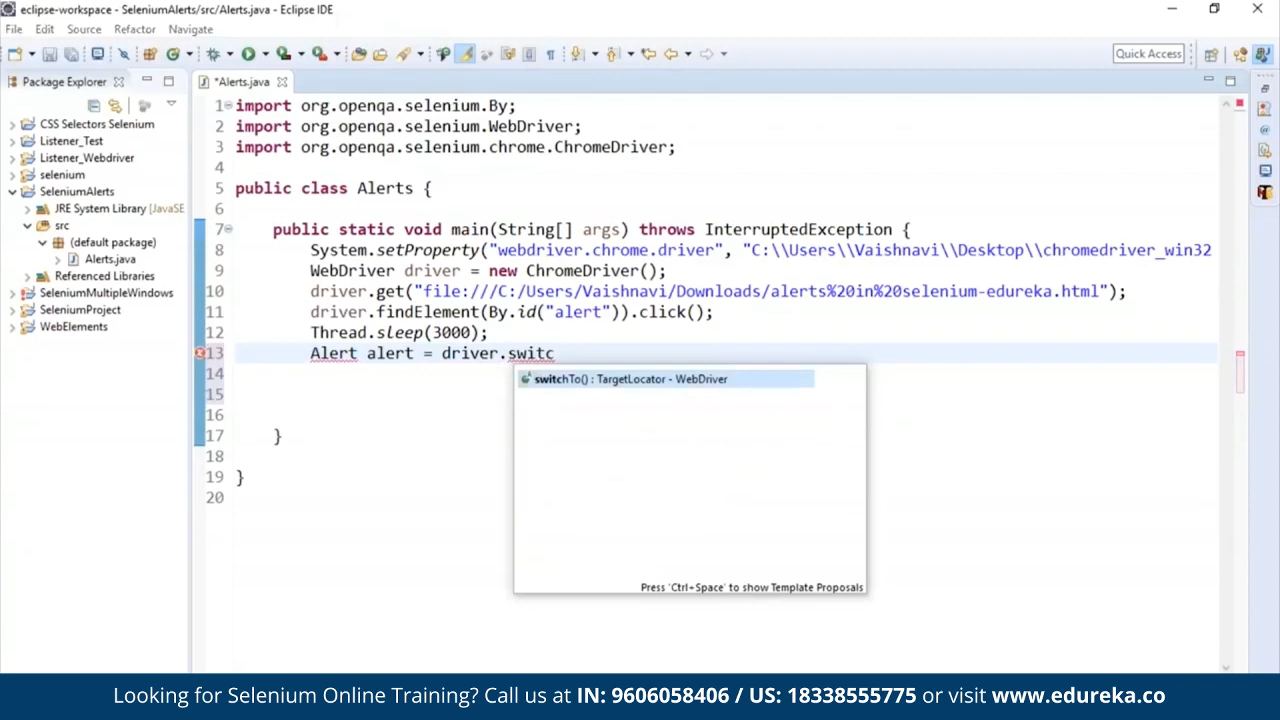 eclipse-workspace - SeleniumAlerts/src/Alerts.java - Eclipse IDE
File Edit Source Refactor Navigate
Quick Access
Package Explorer
*Alerts.java
CSS Selectors Selenium
Listener_Test
Listener_Webdriver
selenium
SeleniumAlerts
JRE System Library [JavaSE
src
(default package)
Alerts.java
Referenced Libraries
SeleniumMultipleWindows
SeleniumProject
WebElements
1 import org.openqa.selenium.By;
2 import org.openqa.selenium.WebDriver;
3 import org.openqa.selenium.chrome.ChromeDriver;
4
5 public class Alerts {
6
7 public static void main(String[] args) throws InterruptedException {
8 System.setProperty("webdriver.chrome.driver", "C:\\Users\\Vaishnavi\\Desktop\\chromedriver_win32
9 WebDriver driver = new ChromeDriver();
10 driver.get("file:///C:/Users/Vaishnavi/Downloads/alerts%20in%20selenium-edureka.html");
11 driver.findElement(By.id("alert")).click();
12 Thread.sleep(3000);
13 Alert alert = driver.switc
14
15
16
17 }
18
19 }
20
switchTo() : TargetLocator - WebDriver
Press 'Ctrl+Space' to show Template Proposals
Looking for Selenium Online Training? Call us at IN: 9606058406 / US: 18338555775 or visit www.edureka.co